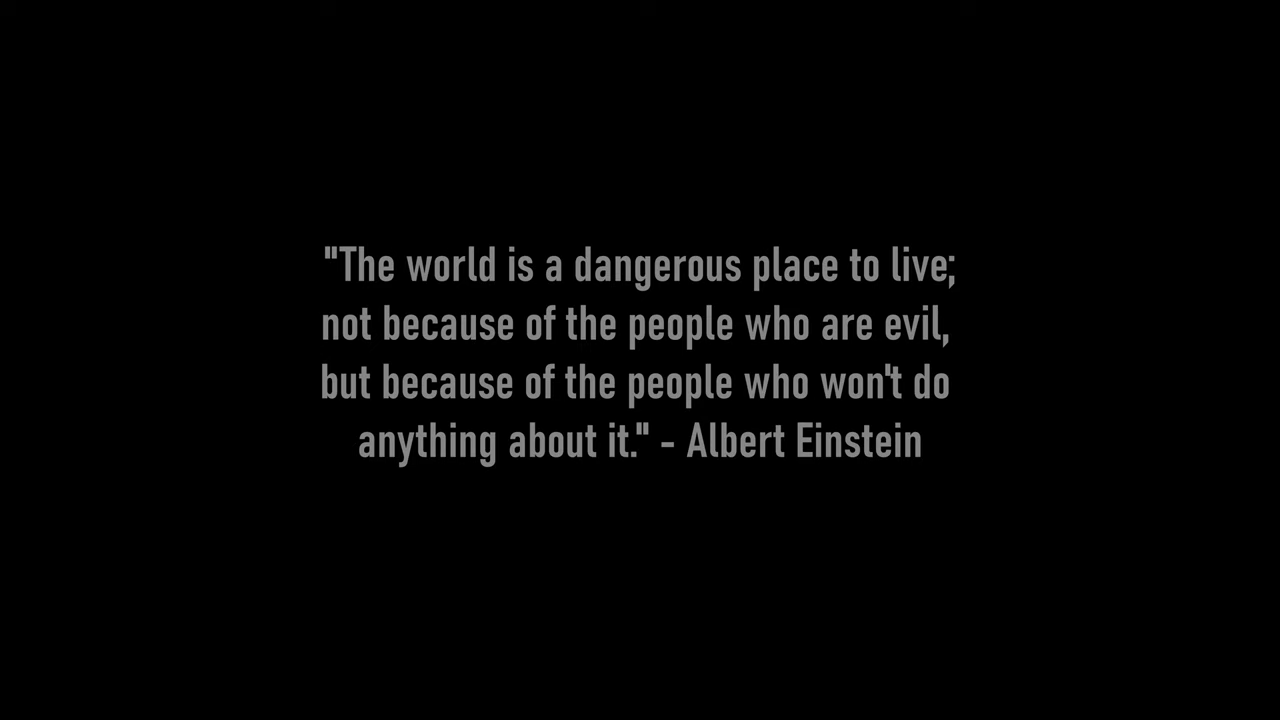 "The world is a dangerous place to live;
not because of the people who are evil,
but because of the people who won't do
anything about it." - Albert Einstein